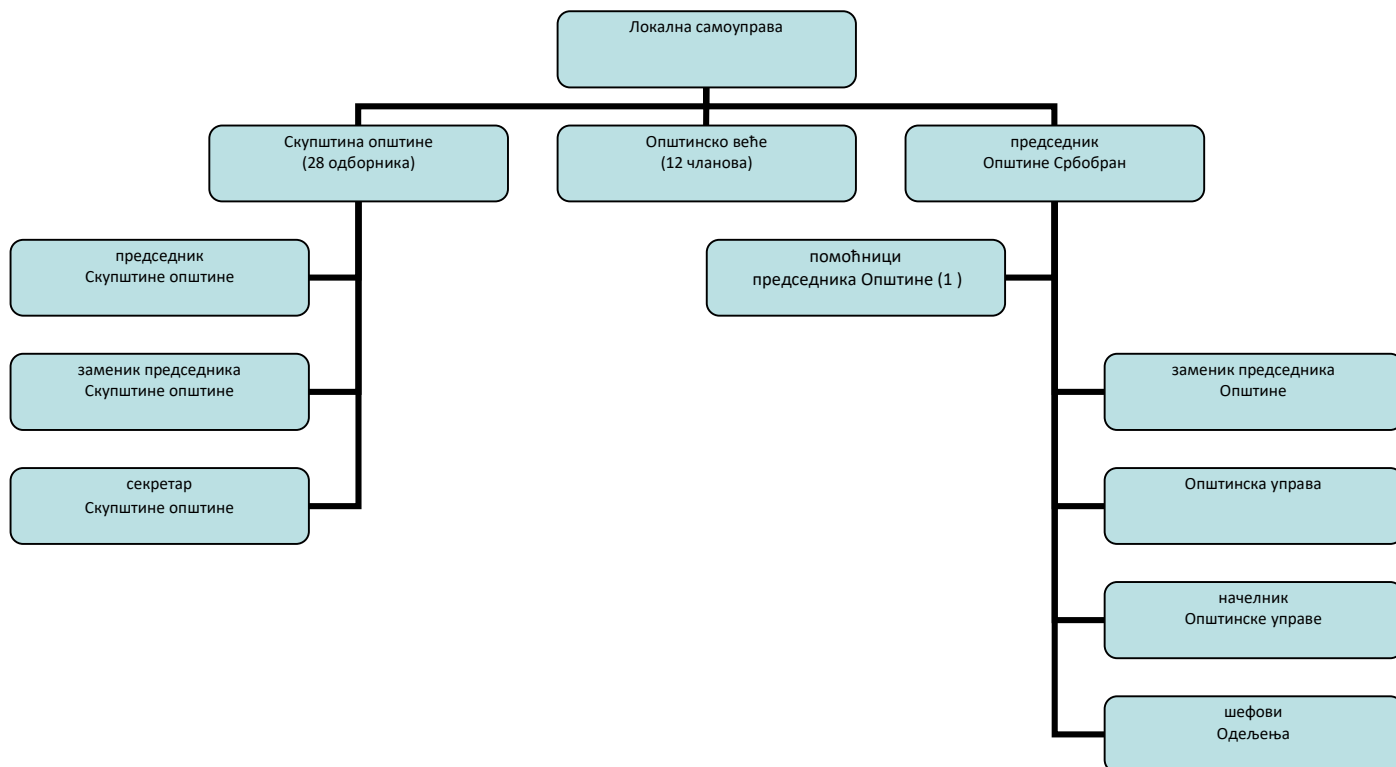 Локална самоуправа
Скупштина општине
(28 одборника)
Општинско веће
(12 чланова)
председник
Општине Србобран
председник
Скупштине општине
помоћници
председника Општине (1 )
заменик председника
Скупштине општине
заменик председника
Општине
секретар
Скупштине општине
Општинска управа
начелник
Општинске управе
шефови
Одељења